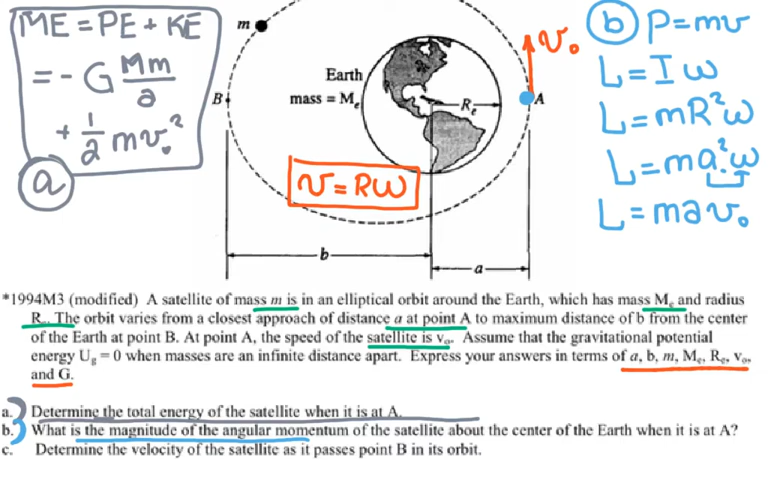 ME = PE + KE
= - G Mm/a
+ 1/2 mv₀²
(a)
m
Earth
mass = Mₑ
B
Rₑ
A
v₀
v = Rω
b
a
(b) P = mv
L = I ω
L = mR²ω
L = ma²ω
L = mav₀
*1994M3 (modified) A satellite of mass m is in an elliptical orbit around the Earth, which has mass Mₑ and radius
Rₑ. The orbit varies from a closest approach of distance a at point A to maximum distance of b from the center
of the Earth at point B. At point A, the speed of the satellite is v₀. Assume that the gravitational potential
energy U₉ = 0 when masses are an infinite distance apart. Express your answers in terms of a, b, m, Mₑ, Rₑ, v₀,
and G.
a. Determine the total energy of the satellite when it is at A.
b. What is the magnitude of the angular momentum of the satellite about the center of the Earth when it is at A?
c. Determine the velocity of the satellite as it passes point B in its orbit.